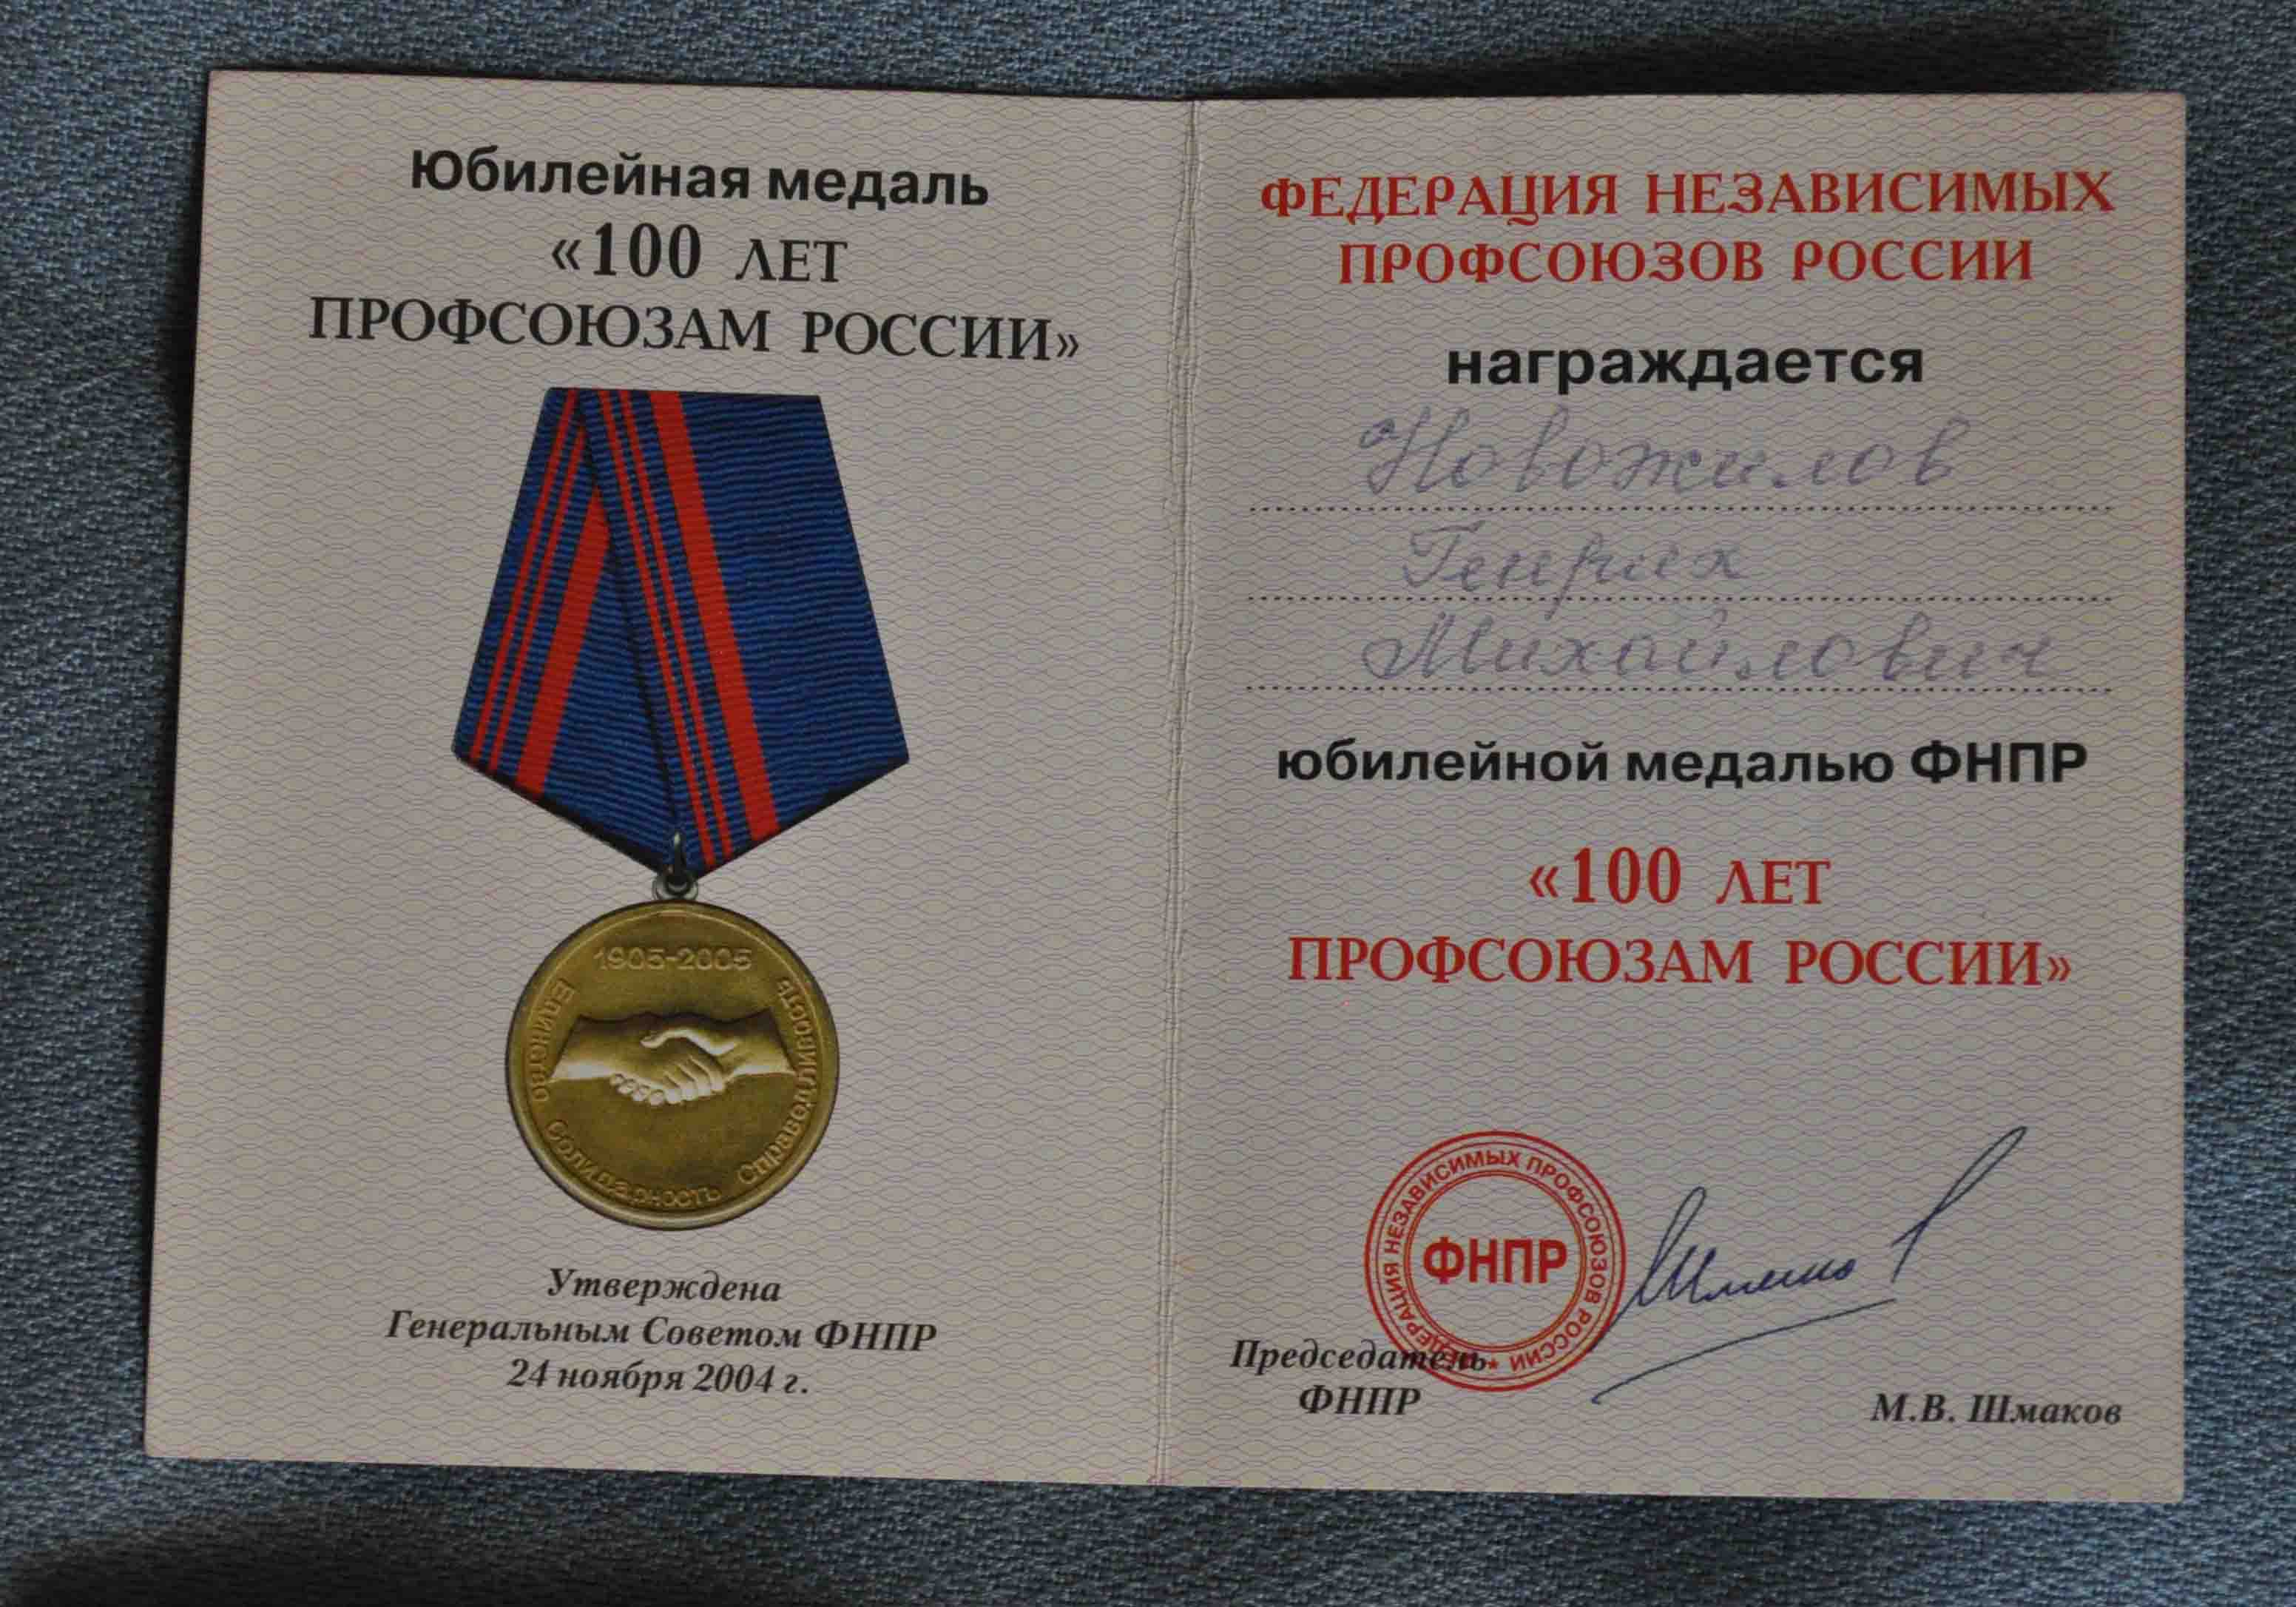 Юбилейная медаль
«100 ЛЕТ
ПРОФСОЮЗАМ РОССИИ»
1905-2005
Единство Солидарность Справедливость
Утверждена
Генеральным Советом ФНПР
24 ноября 2004 г.
ФЕДЕРАЦИЯ НЕЗАВИСИМЫХ
ПРОФСОЮЗОВ РОССИИ
награждается
Новожилов
Генрих
Михайлович
юбилейной медалью ФНПР
«100 ЛЕТ
ПРОФСОЮЗАМ РОССИИ»
ФЕДЕРАЦИЯ НЕЗАВИСИМЫХ ПРОФСОЮЗОВ РОССИИ
ФНПР
Председатель
ФНПР
М.В. Шмаков